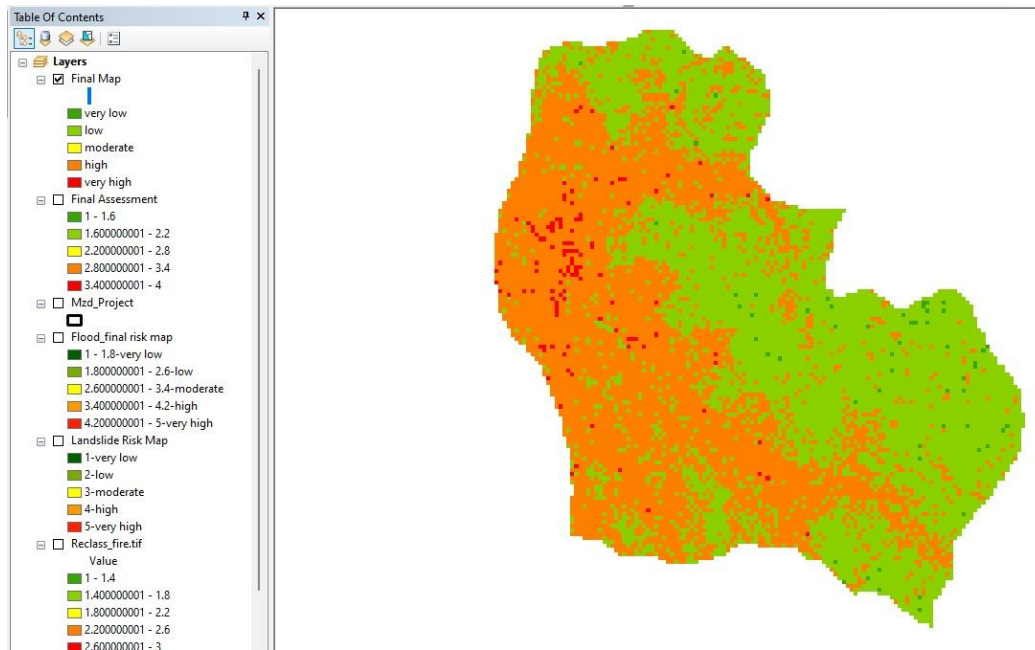 Table Of Contents
Layers
Final Map
very low
low
moderate
high
very high
Final Assessment
1 - 1.6
1.600000001 - 2.2
2.200000001 - 2.8
2.800000001 - 3.4
3.400000001 - 4
Mzd_Project
Flood_final risk map
1 - 1.8-very low
1.800000001 - 2.6-low
2.600000001 - 3.4-moderate
3.400000001 - 4.2-high
4.200000001 - 5-very high
Landslide Risk Map
1-very low
2-low
3-moderate
4-high
5-very high
Reclass_fire.tif
Value
1 - 1.4
1.400000001 - 1.8
1.800000001 - 2.2
2.200000001 - 2.6
2.600000001 - 3